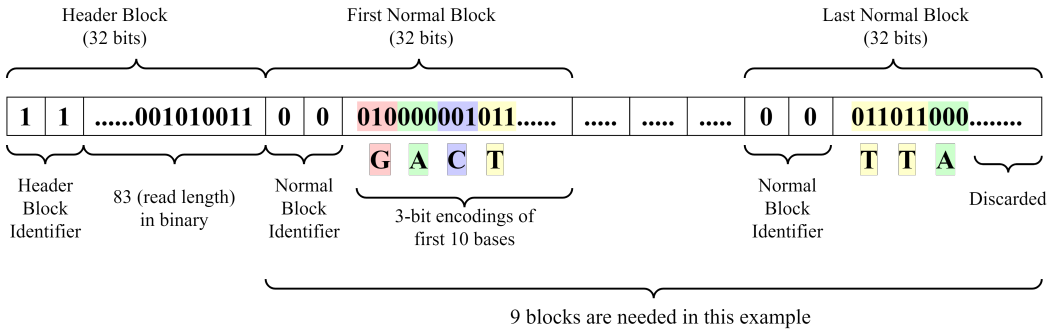 Header Block
(32 bits)
First Normal Block
(32 bits)
Last Normal Block
(32 bits)
1 1 ......001010011 0 0 010000001011...... ..... ..... ..... 0 0 011011000........
G A C T
T T A
Header
Block
Identifier
83 (read length)
in binary
Normal
Block
Identifier
3-bit encodings of
first 10 bases
Normal
Block
Identifier
Discarded
9 blocks are needed in this example